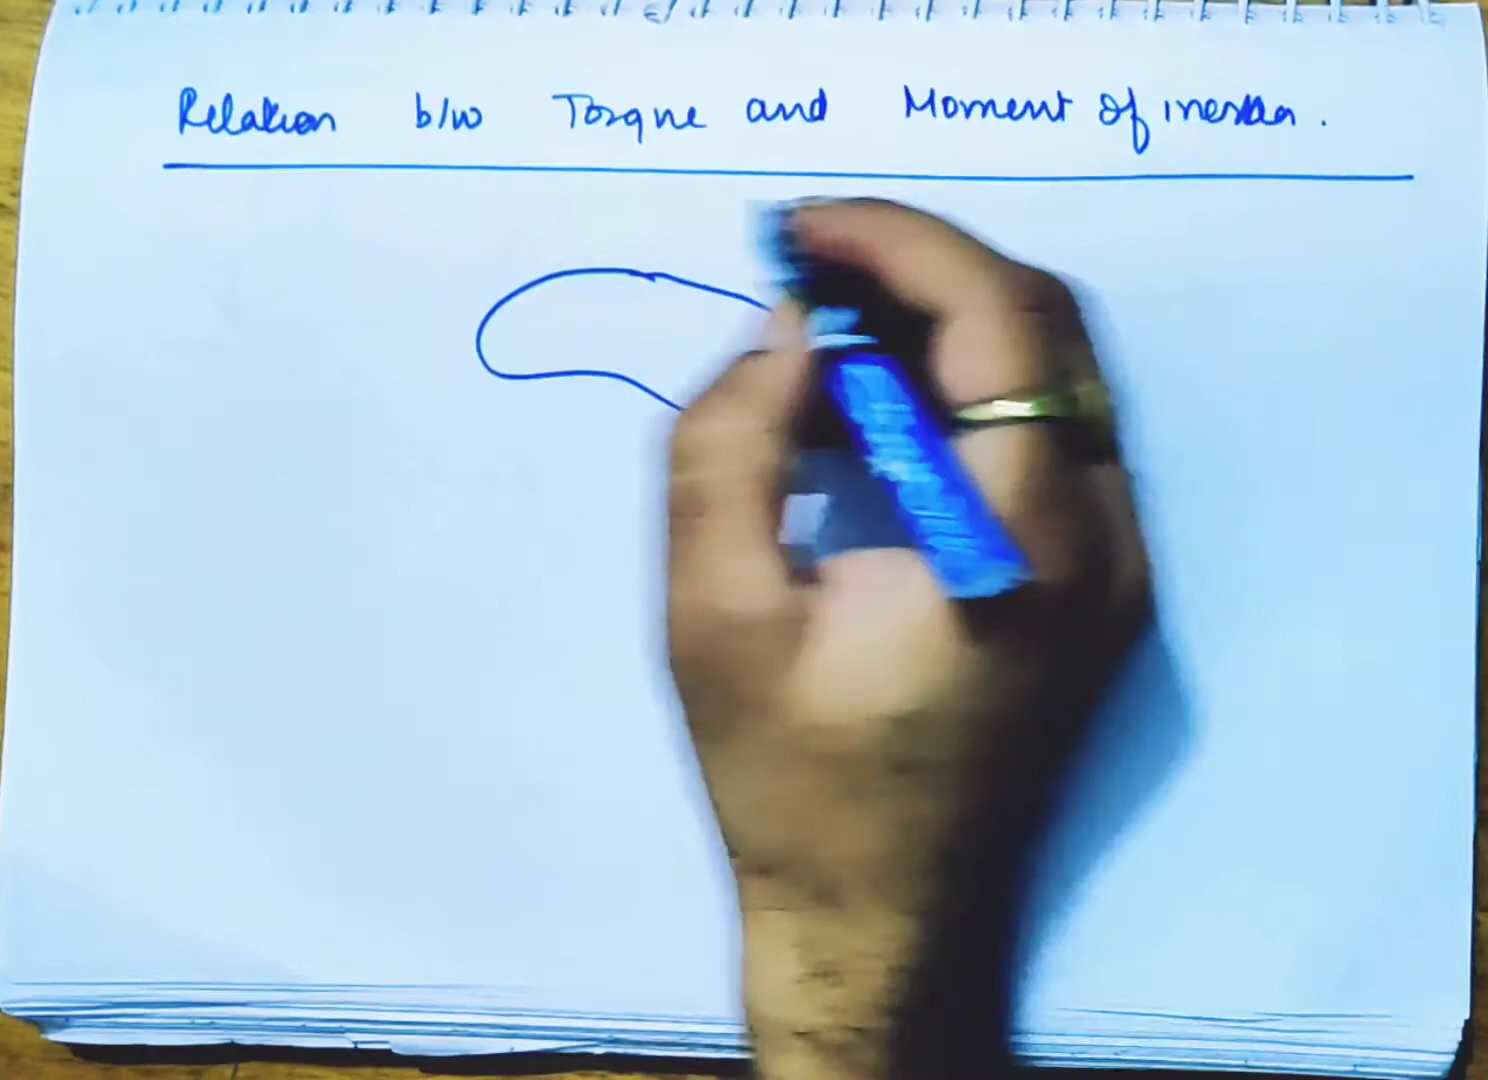 Relation b/w Torque and Moment of inertia.